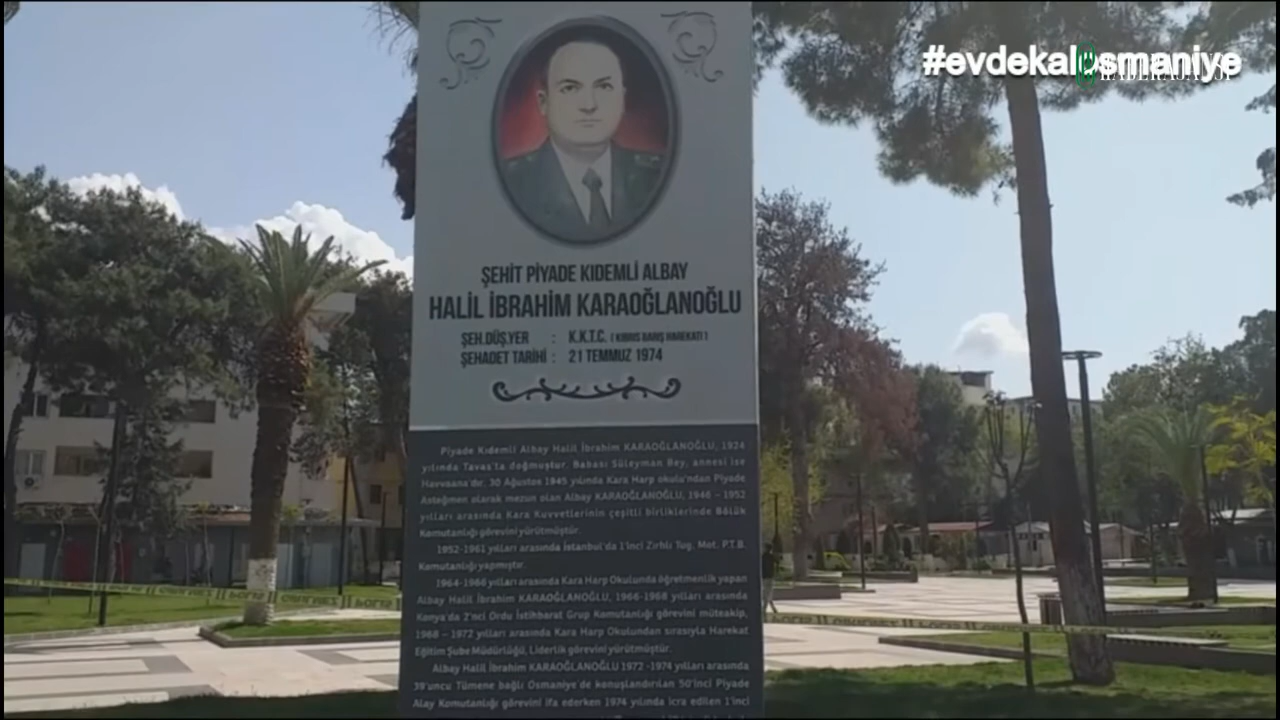 #evdekalosmaniye
ŞEHİT PİYADE KIDEMLİ ALBAY
HALİL İBRAHİM KARAOĞLANOĞLU
ŞEH.DÜŞ.YER : K.K.T.C. ( KIBRIS BARIŞ HAREKATI )
ŞEHADET TARİHİ : 21 TEMMUZ 1974
Piyade Kıdemli Albay Halil İbrahim KARAOĞLANOĞLU, 1924
yılında Tavas'ta doğmuştur. Babası Süleyman Bey, annesi ise
Havvaana'dır. 30 Ağustos 1945 yılında Kara Harp okulu'ndan Piyade
Asteğmen olarak mezun olan Albay KARAOĞLANOĞLU, 1946 – 1952
yılları arasında Kara Kuvvetlerinin çeşitli birliklerinde Bölük
Komutanlığı görevini yürütmüştür.
1952-1961 yılları arasında İstanbul'da 1'inci Zırhlı Tug. Mot. P.T.B.
Komutanlığı yapmıştır.
1964-1966 yılları arasında Kara Harp Okulunda öğretmenlik yapan
Albay Halil İbrahim KARAOĞLANOĞLU, 1966-1968 yılları arasında
Konya'da 2'nci Ordu İstihbarat Grup Komutanlığı görevini müteakip,
1968 – 1972 yılları arasında Kara Harp Okulundan sırasıyla Harekat
Eğitim Şube Müdürlüğü, Liderlik görevini yürütmüştür.
Albay Halil İbrahim KARAOĞLANOĞLU 1972 -1974 yılları arasında
39'uncu Tümene bağlı Osmaniye'de konuşlandırılan 50'inci Piyade
Alay Komutanlığı görevini ifa ederken 1974 yılında icra edilen 1'inci